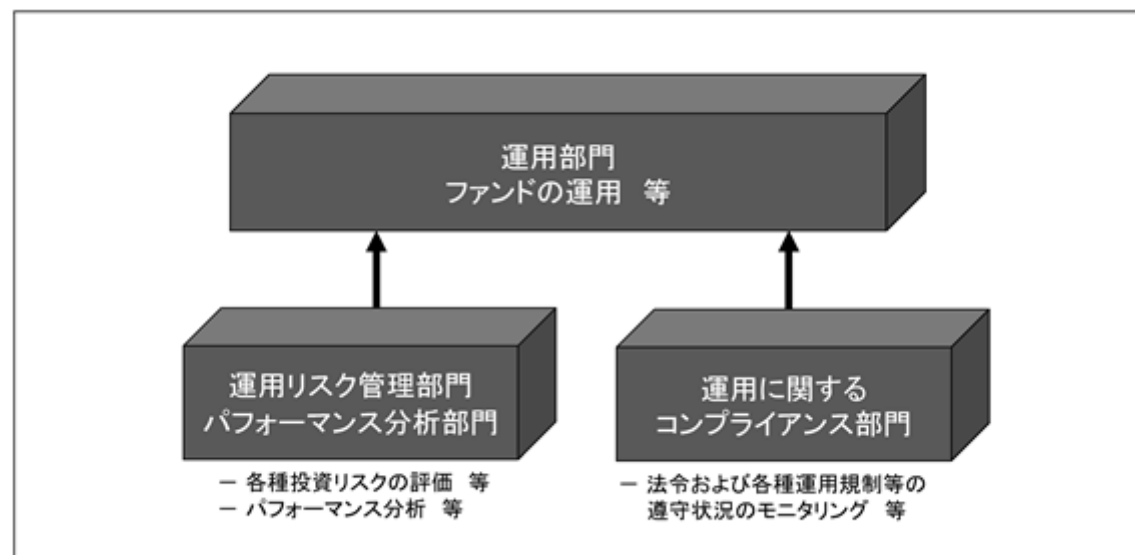 運用部門
ファンドの運用 等
運用リスク管理部門
パフォーマンス分析部門
－ 各種投資リスクの評価 等
－ パフォーマンス分析 等
運用に関する
コンプライアンス部門
－ 法令および各種運用規制等の
遵守状況のモニタリング 等